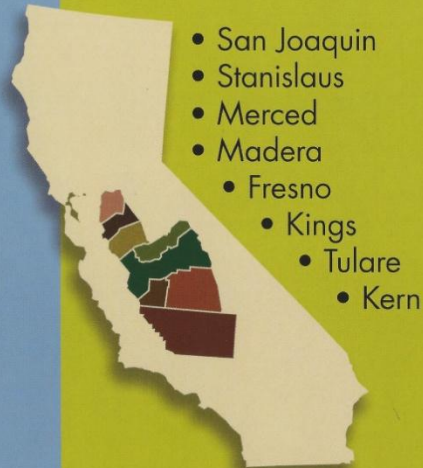 • San Joaquin
• Stanislaus
• Merced
• Madera
• Fresno
• Kings
• Tulare
• Kern